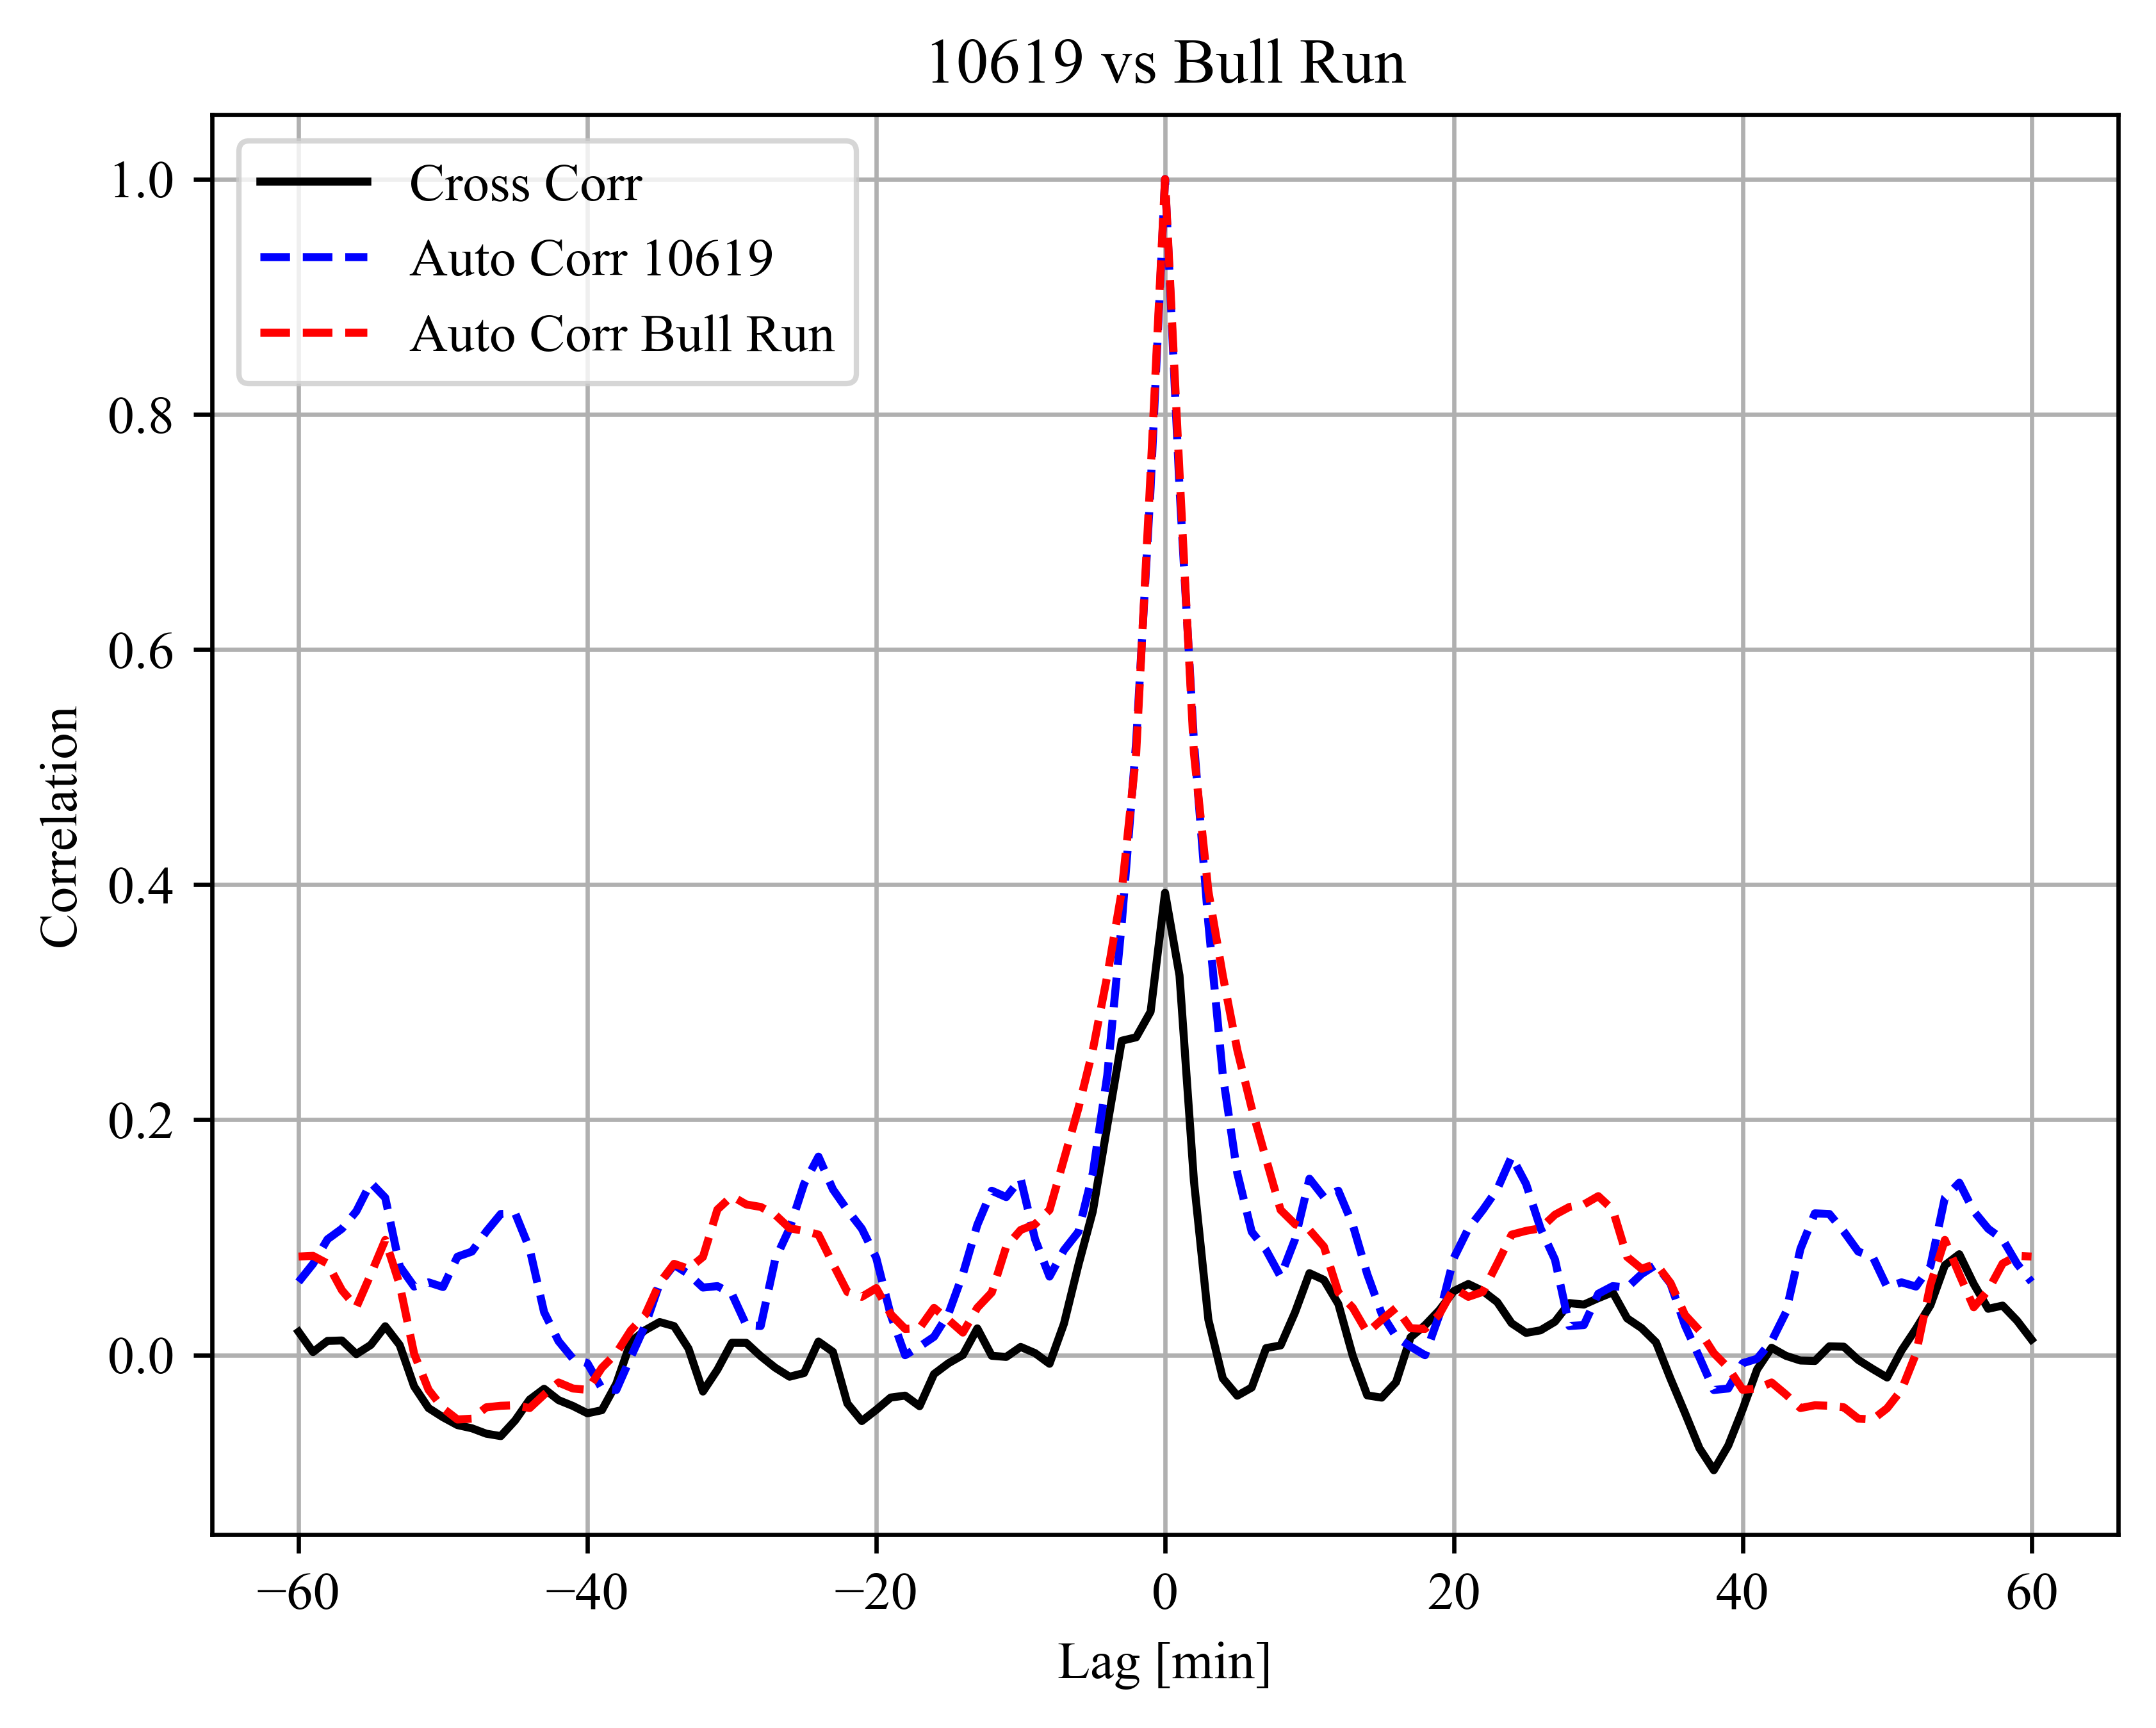 10619 vs Bull Run
Cross Corr
Auto Corr 10619
Auto Corr Bull Run
1.0
0.8
0.6
0.4
0.2
0.0
Correlation
−60 −40 −20 0 20 40 60
Lag [min]